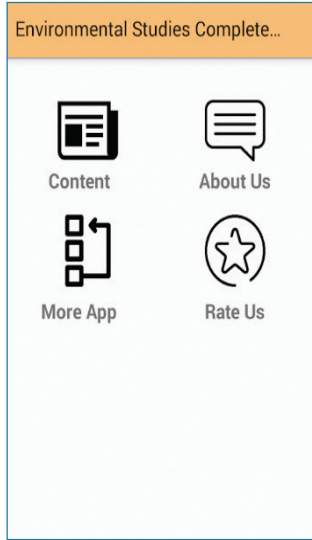 Environmental Studies Complete...
Content
About Us
More App
Rate Us